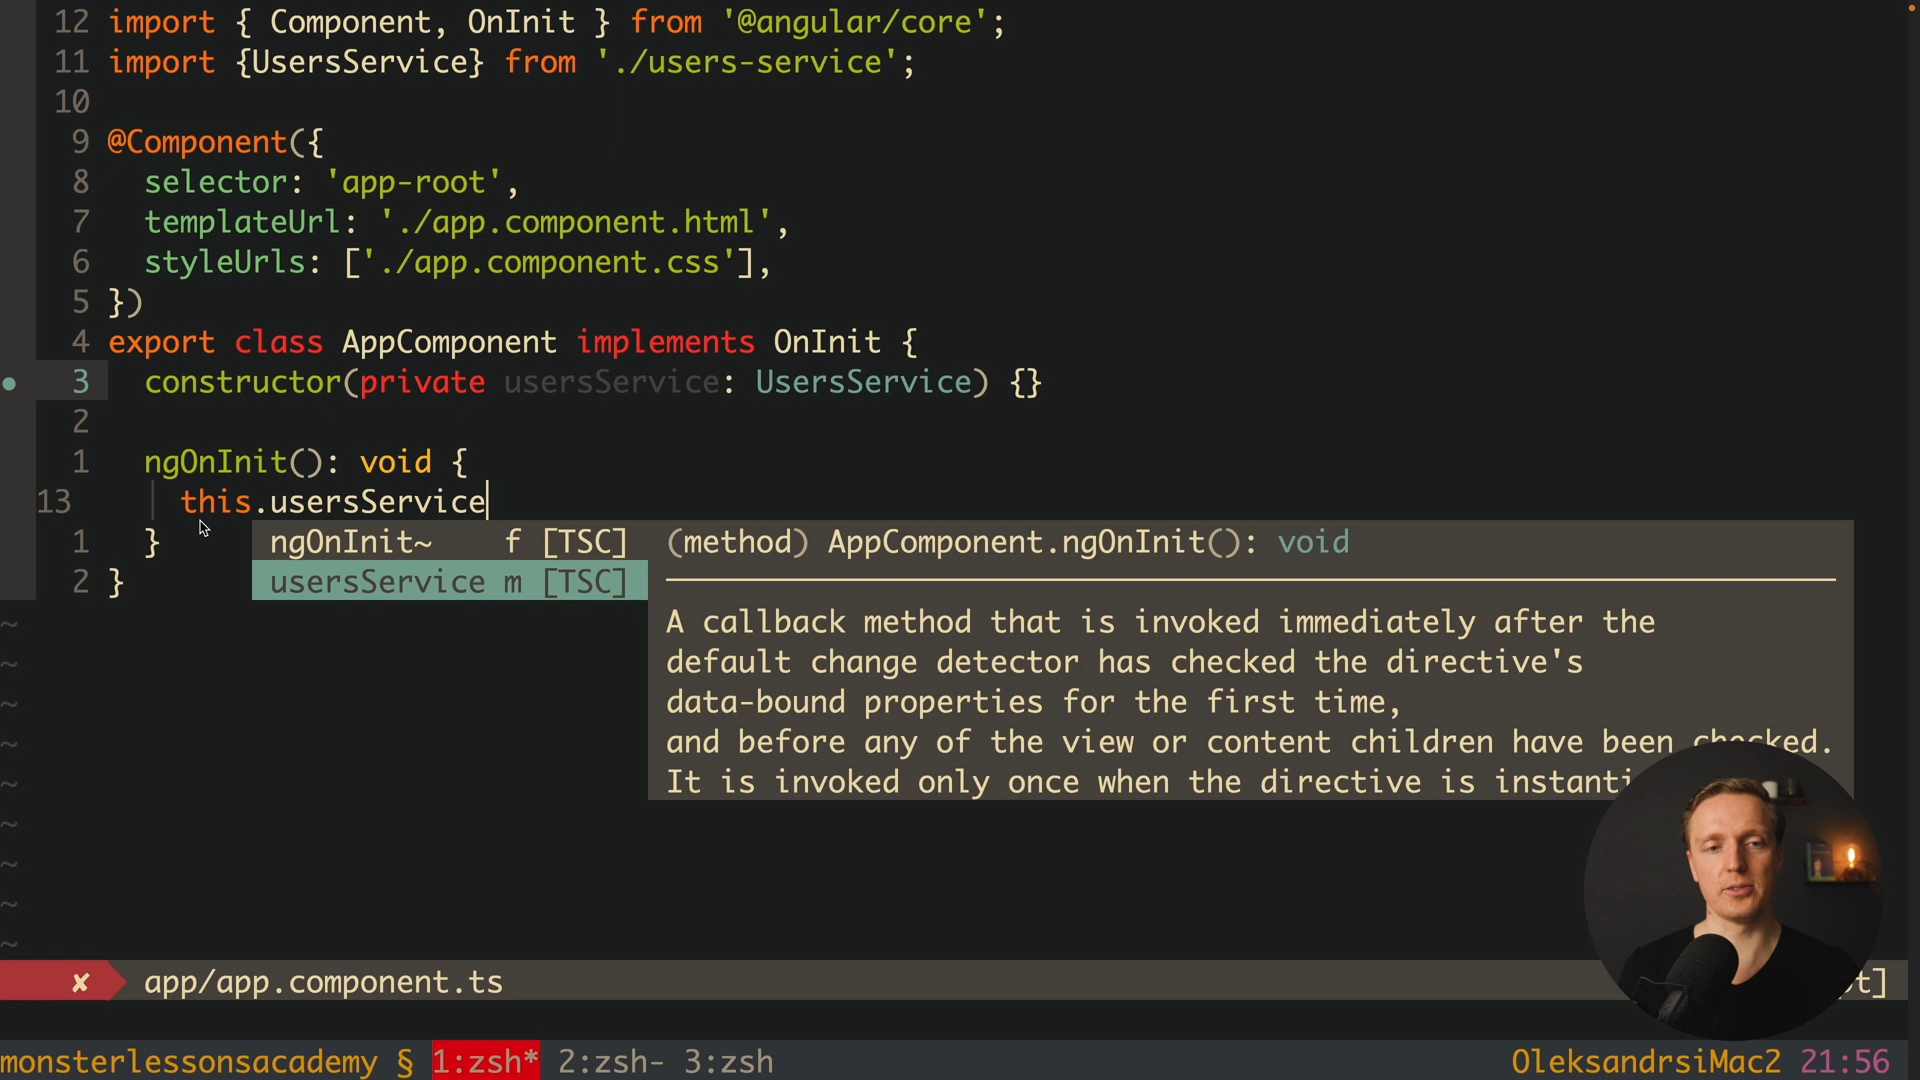 12 import { Component, OnInit } from '@angular/core';
11 import {UsersService} from './users-service';
10
9 @Component({
8 selector: 'app-root',
7 templateUrl: './app.component.html',
6 styleUrls: ['./app.component.css'],
5 })
4 export class AppComponent implements OnInit {
3 constructor(private usersService: UsersService) {}
2
1 ngOnInit(): void {
13 this.usersService
1 }
2 }
ngOnInit~ f [TSC]
usersService m [TSC]
(method) AppComponent.ngOnInit(): void
A callback method that is invoked immediately after the
default change detector has checked the directive's
data-bound properties for the first time,
and before any of the view or content children have been checked.
It is invoked only once when the directive is
~
~
~
~
~
~
~
~
~
✘ app/app.component.ts
monsterlessonsacademy § 1:zsh* 2:zsh- 3:zsh OleksandrsiMac2 21:56